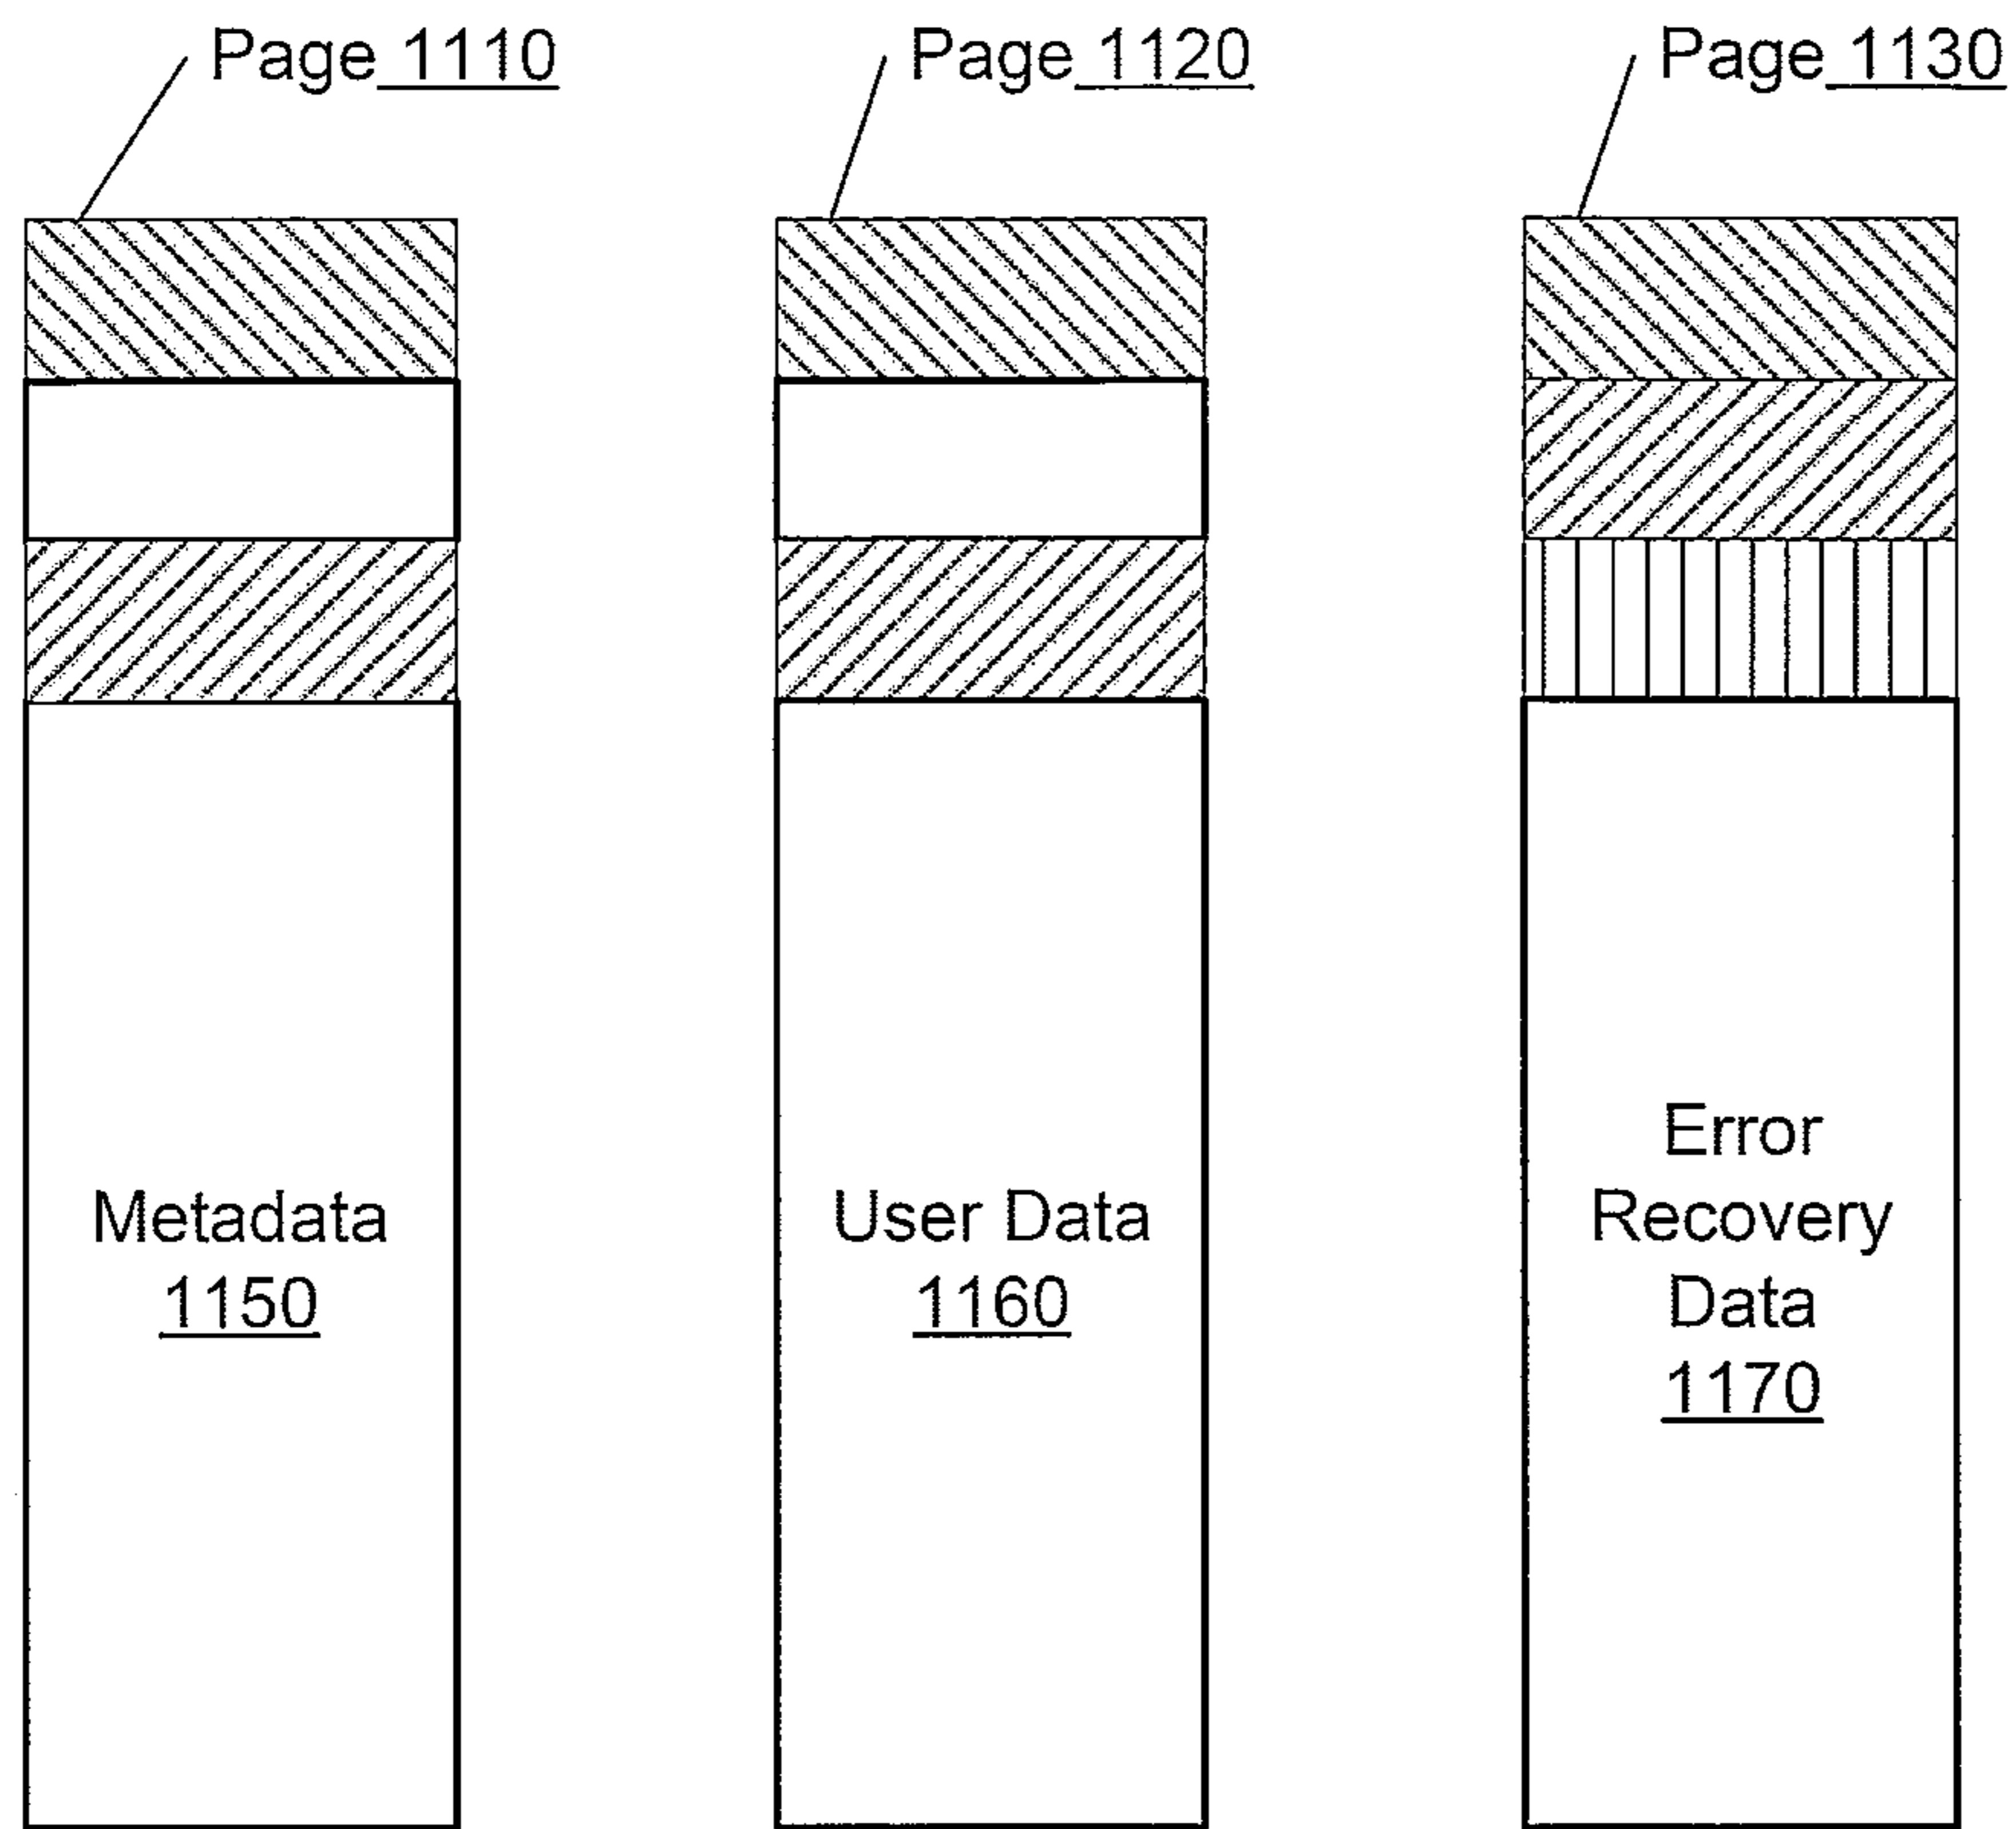 Page 1110
Page 1120
Page 1130
Metadata
1150
User Data
1160
Error
Recovery
Data
1170